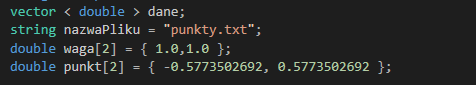 vector < double > dane;
string nazwaPliku = "punkty.txt";
double waga[2] = { 1.0,1.0 };
double punkt[2] = { -0.5773502692, 0.5773502692 };